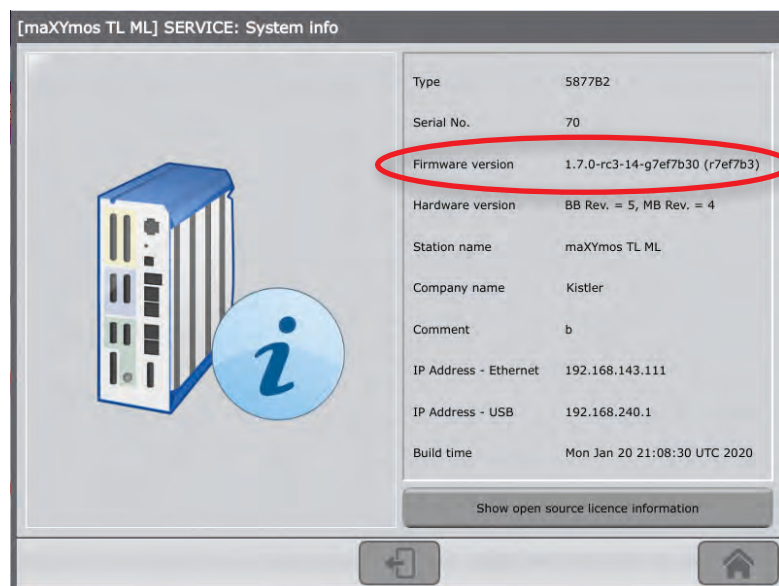 [maXYmos TL ML] SERVICE: System info
Type 5877B2
Serial No. 70
Firmware version 1.7.0-rc3-14-g7ef7b30 (r7ef7b3)
Hardware version BB Rev. = 5, MB Rev. = 4
Station name maXYmos TL ML
Company name Kistler
Comment b
IP Address - Ethernet 192.168.143.111
IP Address - USB 192.168.240.1
Build time Mon Jan 20 21:08:30 UTC 2020
Show open source licence information